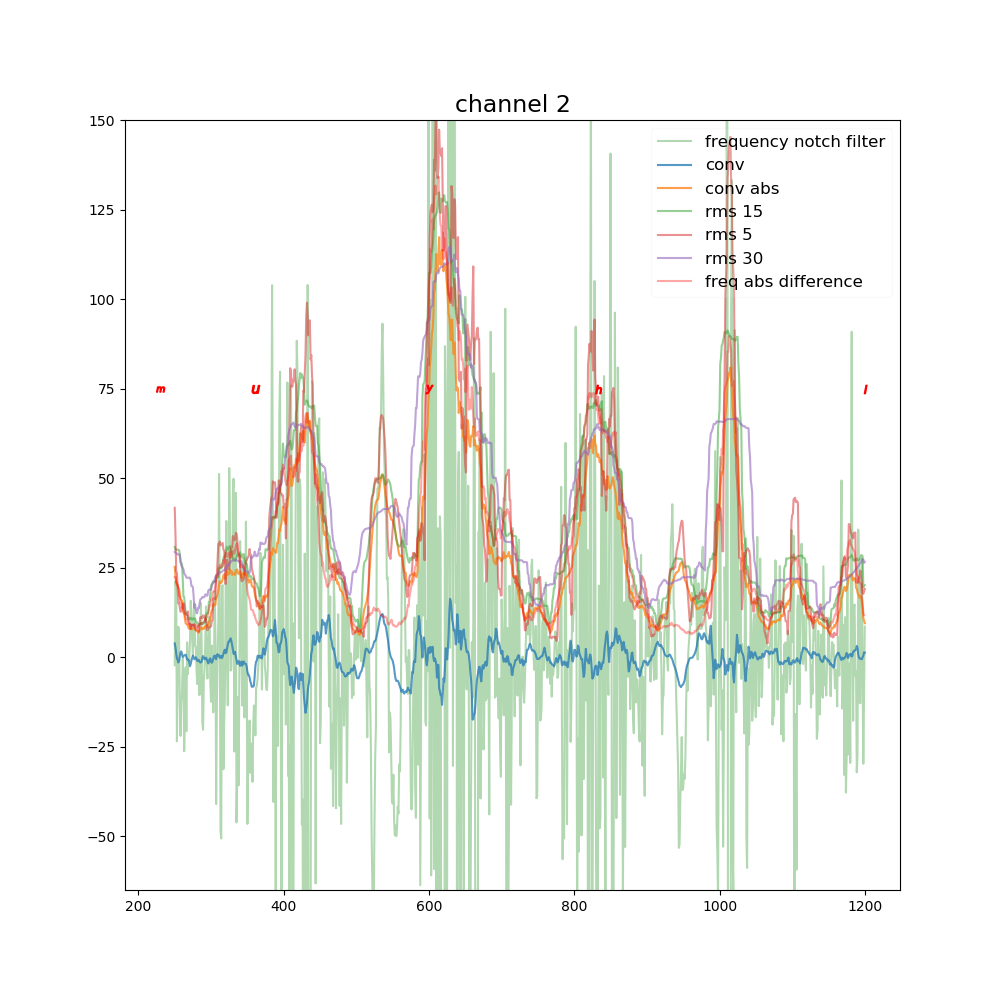 channel 2
150
125
100
75
50
25
0
−25
−50
frequency notch filter
conv
conv abs
rms 15
rms 5
rms 30
freq abs difference
m u y h l
200 400 600 800 1000 1200